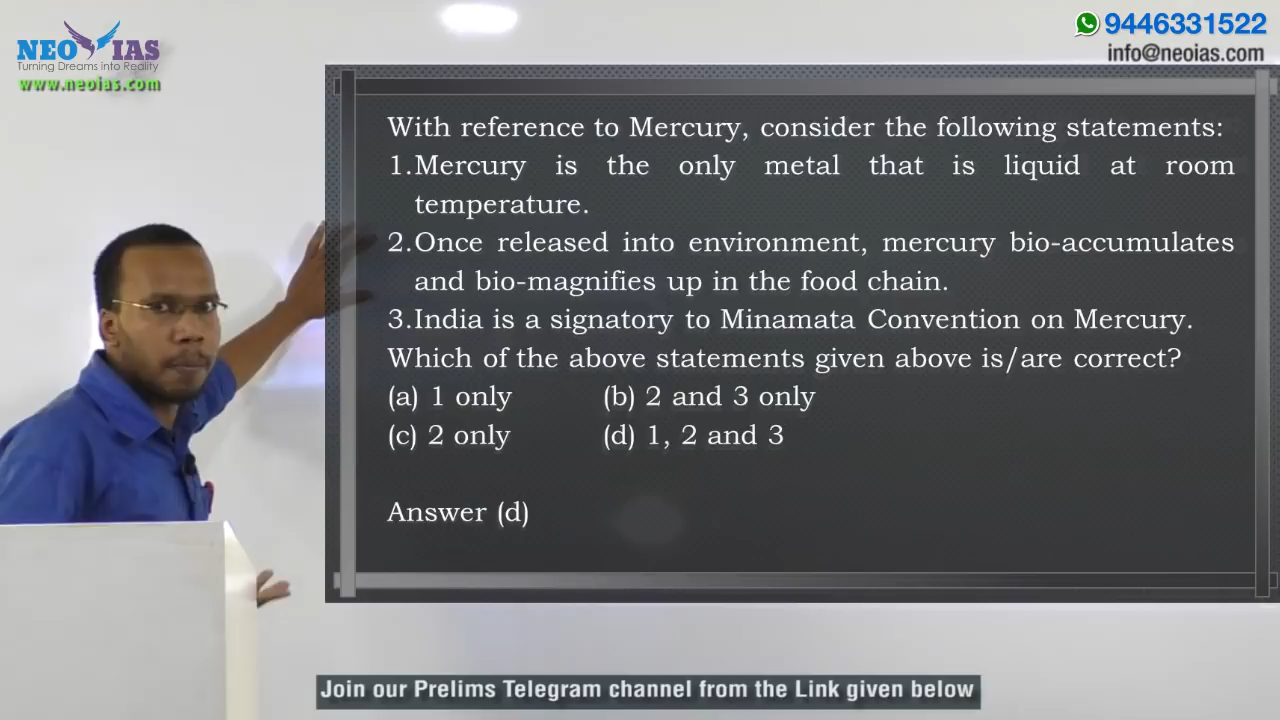 NEO IAS
Turning Dreams into Reality
www.neoias.com
9446331522
info@neoias.com
With reference to Mercury, consider the following statements:
1.Mercury is the only metal that is liquid at room
temperature.
2.Once released into environment, mercury bio-accumulates
and bio-magnifies up in the food chain.
3.India is a signatory to Minamata Convention on Mercury.
Which of the above statements given above is/are correct?
(a) 1 only (b) 2 and 3 only
(c) 2 only (d) 1, 2 and 3
Answer (d)
Join our Prelims Telegram channel from the Link given below